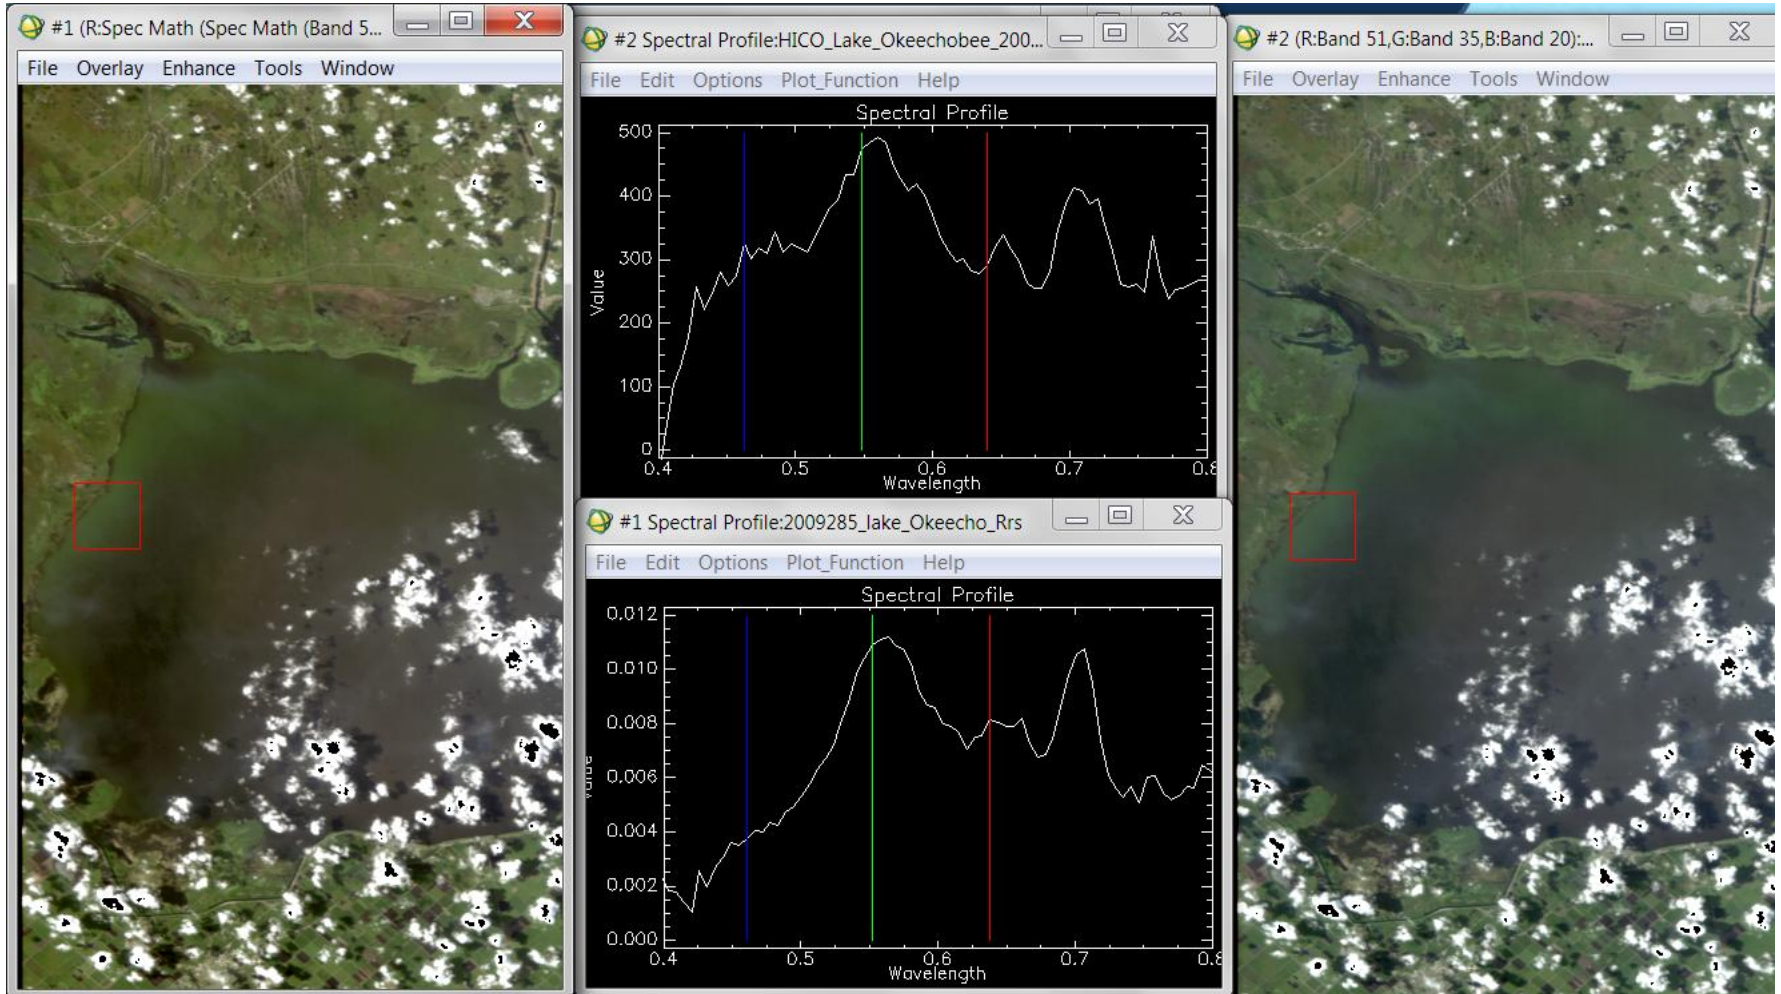 #1 (R:Spec Math (Spec Math (Band 5...
File Overlay Enhance Tools Window
#2 Spectral Profile:HICO_Lake_Okeechobee_200...
File Edit Options Plot_Function Help
Spectral Profile
500
400
300
200
100
0
Value
0.4 0.5 0.6 0.7 0.8
Wavelength
#1 Spectral Profile:2009285_lake_Okeecho_Rrs
File Edit Options Plot_Function Help
Spectral Profile
0.012
0.010
0.008
0.006
0.004
0.002
0.000
Value
0.4 0.5 0.6 0.7 0.8
Wavelength
#2 (R:Band 51,G:Band 35,B:Band 20):...
File Overlay Enhance Tools Window